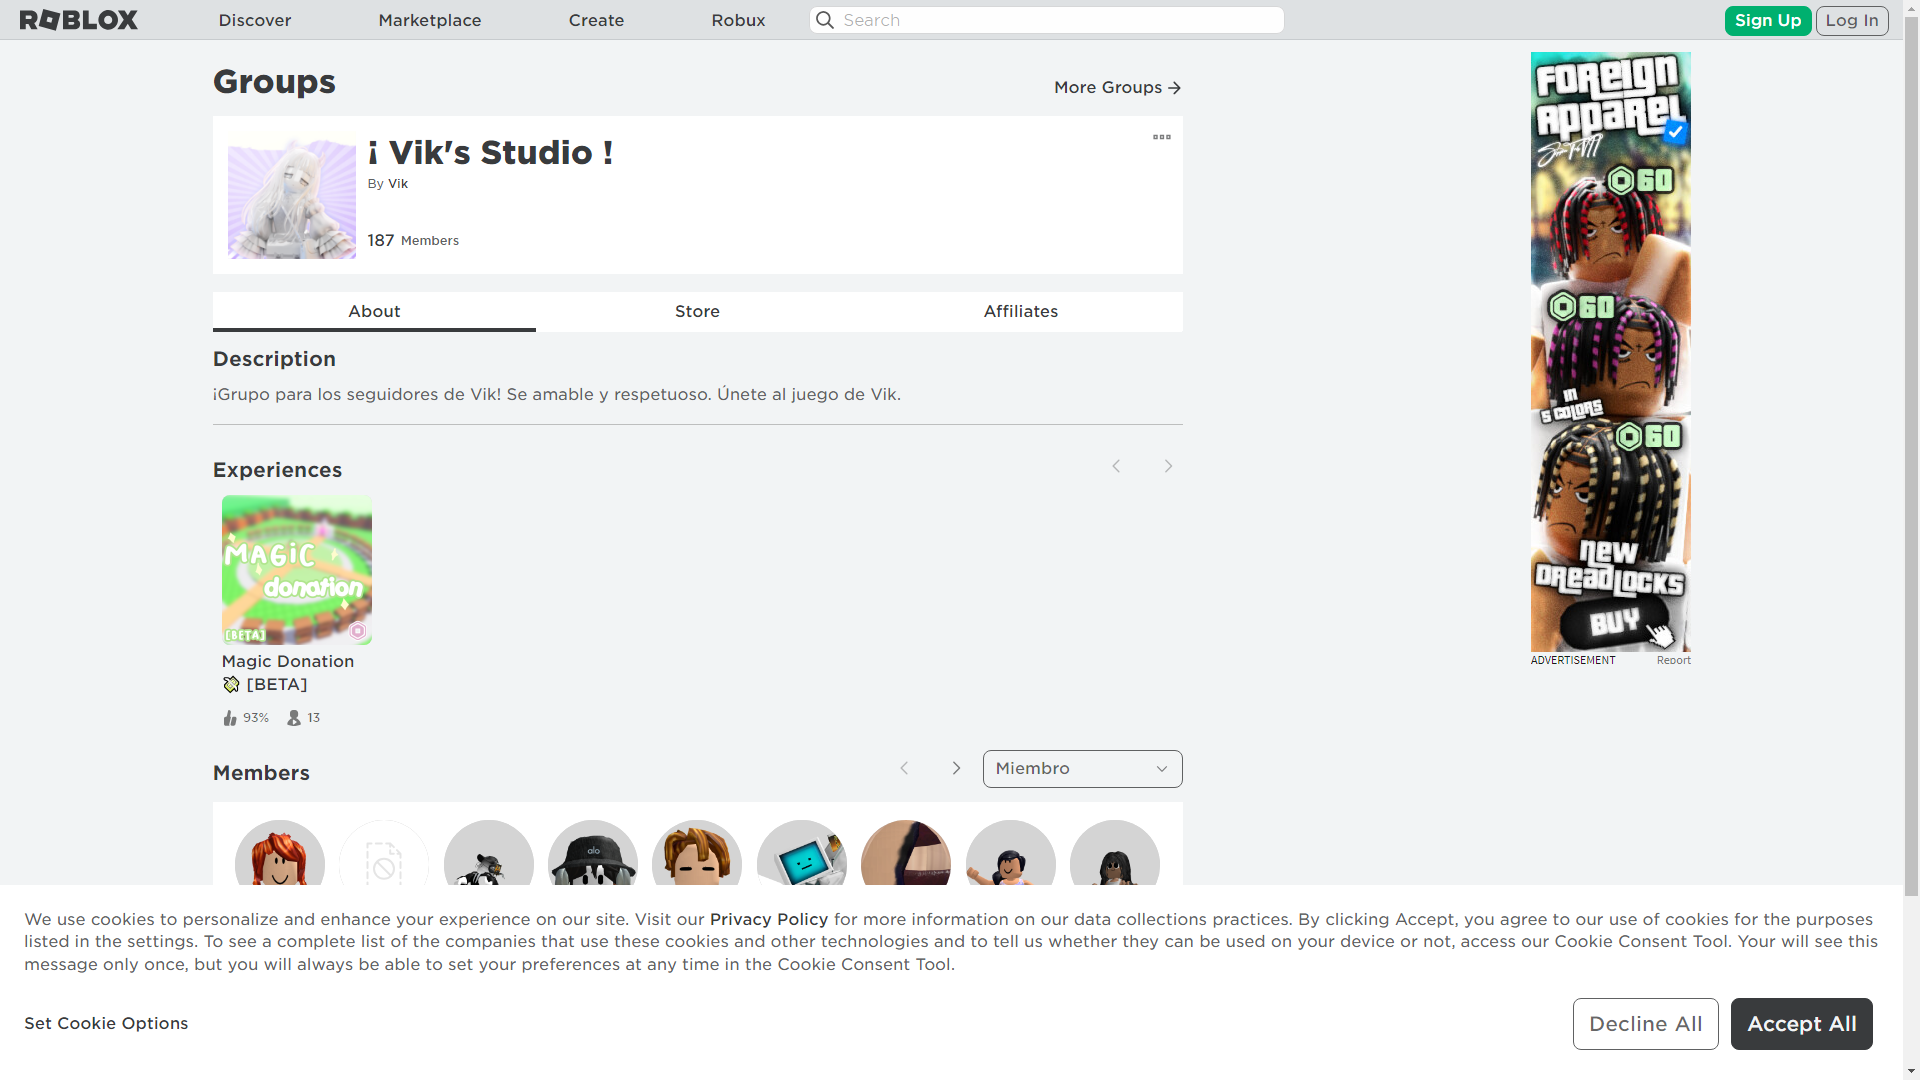 ROBLOX
Discover
Marketplace
Create
Robux
Search
Sign Up
Log In
Groups
More Groups
¡ Vik's Studio !
By Vik
187 Members
About
Store
Affiliates
Description
¡Grupo para los seguidores de Vik! Se amable y respetuoso. Únete al juego de Vik.
Experiences
MAGiC
donation
[BETA]
Magic Donation
[BETA]
93%
13
Members
Miembro
alo
FOREIGN
APPAREL
60
60
IN
5 COLORS
60
NEW
DREADLOCKS
BUY
ADVERTISEMENT
Report
We use cookies to personalize and enhance your experience on our site. Visit our Privacy Policy for more information on our data collections practices. By clicking Accept, you agree to our use of cookies for the purposes
listed in the settings. To see a complete list of the companies that use these cookies and other technologies and to tell us whether they can be used on your device or not, access our Cookie Consent Tool. Your will see this
message only once, but you will always be able to set your preferences at any time in the Cookie Consent Tool.
Set Cookie Options
Decline All
Accept All